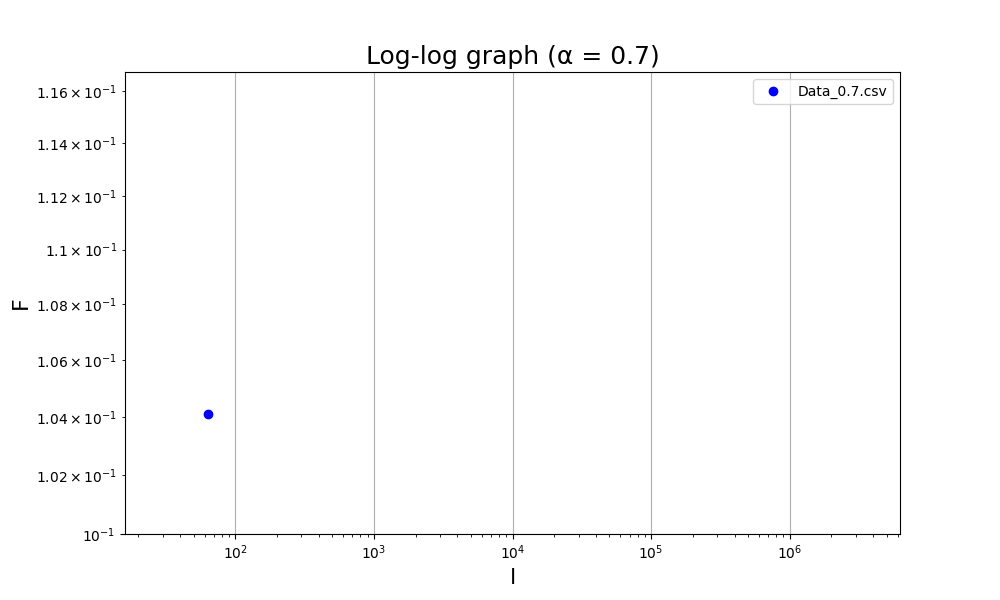 Log-log graph (α = 0.7)
Data_0.7.csv
1.16 × 10⁻¹
1.14 × 10⁻¹
1.12 × 10⁻¹
1.1 × 10⁻¹
1.08 × 10⁻¹
1.06 × 10⁻¹
1.04 × 10⁻¹
1.02 × 10⁻¹
10⁻¹
F
10² 10³ 10⁴ 10⁵ 10⁶
l